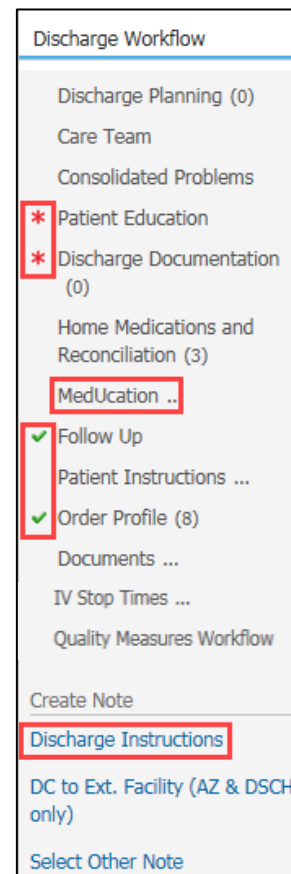 Discharge Workflow
Discharge Planning (0)
Care Team
Consolidated Problems
* Patient Education
* Discharge Documentation
(0)
Home Medications and
Reconciliation (3)
MedUcation ..
✓ Follow Up
Patient Instructions ...
✓ Order Profile (8)
Documents ...
IV Stop Times ...
Quality Measures Workflow
Create Note
Discharge Instructions
DC to Ext. Facility (AZ & DSCH
only)
Select Other Note